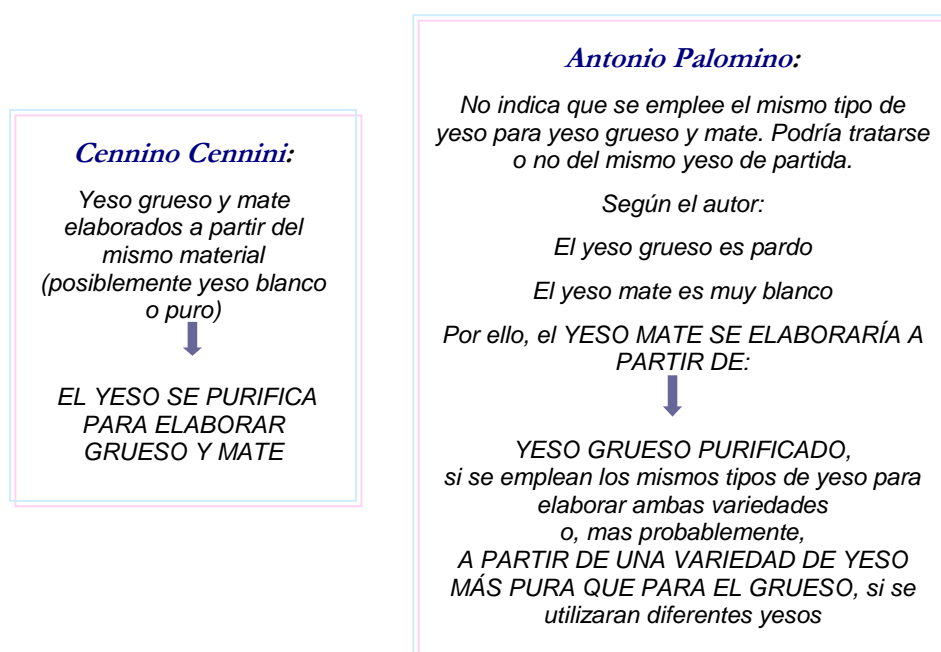 Cennino Cennini:
Yeso grueso y mate
elaborados a partir del
mismo material
(posiblemente yeso blanco
o puro)
EL YESO SE PURIFICA
PARA ELABORAR
GRUESO Y MATE
Antonio Palomino:
No indica que se emplee el mismo tipo de
yeso para yeso grueso y mate. Podría tratarse
o no del mismo yeso de partida.
Según el autor:
El yeso grueso es pardo
El yeso mate es muy blanco
Por ello, el YESO MATE SE ELABORARÍA A
PARTIR DE:
YESO GRUESO PURIFICADO,
si se emplean los mismos tipos de yeso para
elaborar ambas variedades
o, mas probablemente,
A PARTIR DE UNA VARIEDAD DE YESO
MÁS PURA QUE PARA EL GRUESO, si se
utilizaran diferentes yesos